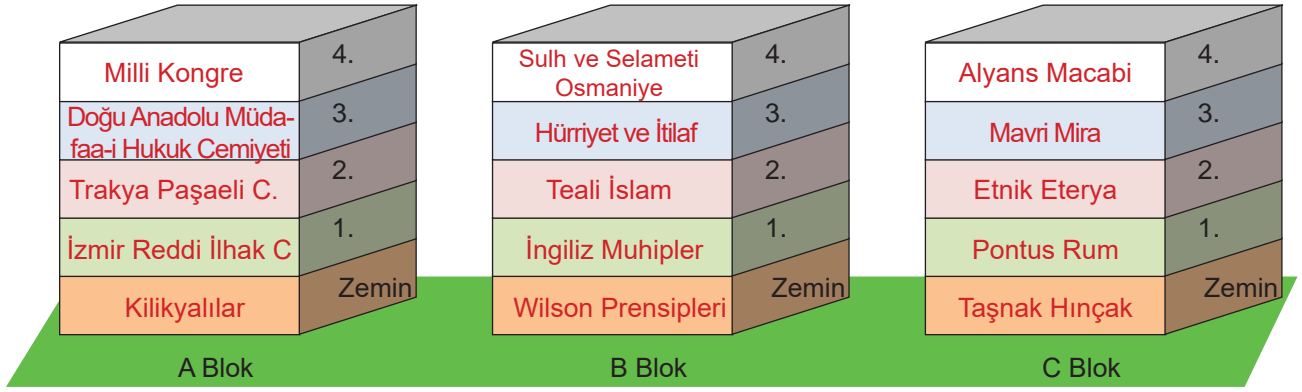 Milli Kongre
4.
Doğu Anadolu Müda-
faa-i Hukuk Cemiyeti
3.
Trakya Paşaeli C.
2.
İzmir Reddi İlhak C
1.
Kilikyalılar
Zemin
A Blok
Sulh ve Selameti
Osmaniye
4.
Hürriyet ve İtilaf
3.
Teali İslam
2.
İngiliz Muhipler
1.
Wilson Prensipleri
Zemin
B Blok
Alyans Macabi
4.
Mavri Mira
3.
Etnik Eterya
2.
Pontus Rum
1.
Taşnak Hınçak
Zemin
C Blok